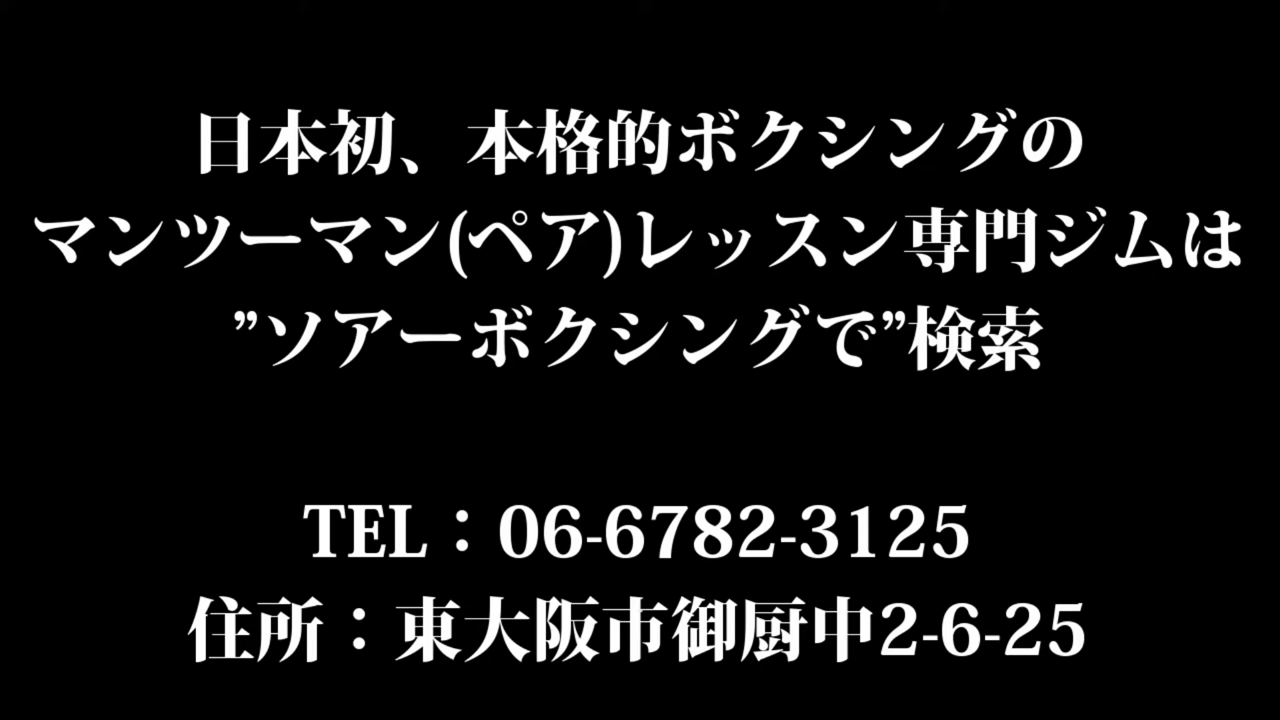 日本初、本格的ボクシングの
マンツーマン(ペア)レッスン専門ジムは
”ソアーボクシングで”検索
TEL：06-6782-3125
住所：東大阪市御厨中2-6-25